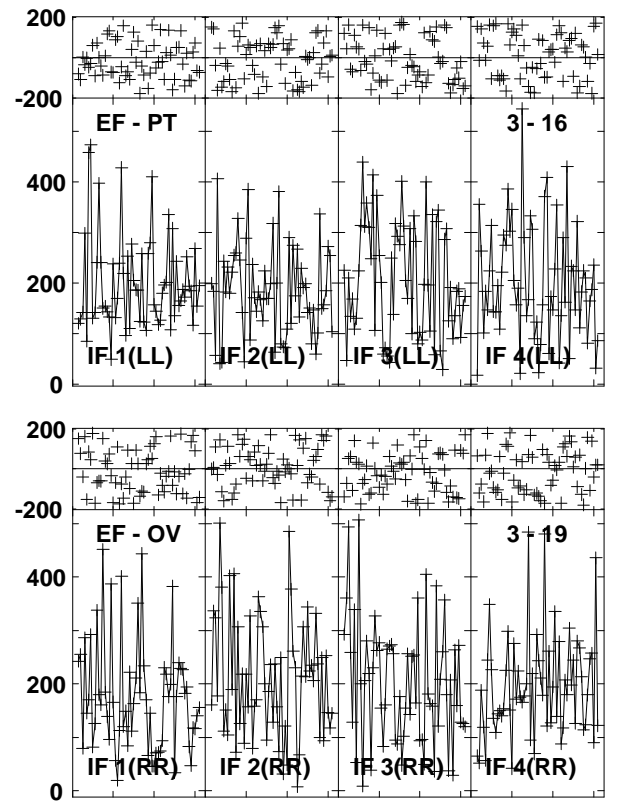 200
-200
EF - PT 3 - 16
400
200
0
IF 1(LL) IF 2(LL) IF 3(LL) IF 4(LL)
200
-200
EF - OV 3 - 19
400
200
0
IF 1(RR) IF 2(RR) IF 3(RR) IF 4(RR)